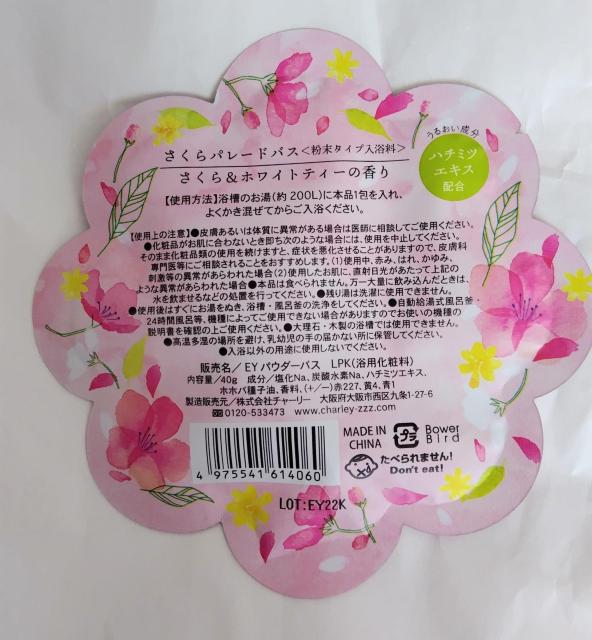 うるおい成分
ハチミツ
エキス
配合
さくらパレードバス<粉末タイプ入浴料>
さくら&ホワイトティーの香り
【使用方法】浴槽のお湯(約200L)に本品1包を入れ、
よくかき混ぜてからご入浴ください。
【使用上の注意】●皮膚あるいは体質に異常がある場合は医師に相談してご使用ください。
●化粧品がお肌に合わないとき即ち次のような場合には、使用を中止してください。
そのまま化粧品類の使用を続けますと、症状を悪化させることがありますので、皮膚科
専門医等にご相談されることをおすすめします。(1)使用中、赤み、はれ、かゆみ、
刺激等の異常があらわれた場合(2)使用したお肌に、直射日光があたって上記の
ような異常があらわれた場合●本品は食べられません。万一大量に飲み込んだときは、
水を飲ませるなどの処置を行ってください。●残り湯は洗濯に使用できません。
●使用後はすぐにお湯をぬき、浴槽・風呂釜の洗浄をしてください。●自動給湯式風呂釜、
24時間風呂等、機種によってご使用できない場合がありますのでお使いの機種の
説明書を確認の上ご使用ください。●大理石・木製の浴槽では使用できません。
●高温多湿の場所を避け、乳幼児の手の届かない所に保管してください。
●入浴以外の用途に使用しないでください。
販売名/EYパウダーバス LPK(浴用化粧料)
内容量/40g 成分/塩化Na、炭酸水素Na、ハチミツエキス、
ホホバ種子油、香料、(+/-)赤227、黄4、青1
製造販売元/株式会社チャーリー 大阪府大阪市西区九条1-27-6
0120-533473 www.charley-zzz.com
4 975541 614060
MADE IN
CHINA
プラ
Bower
Bird
たべられません!
Don't eat!
LOT:EY22K